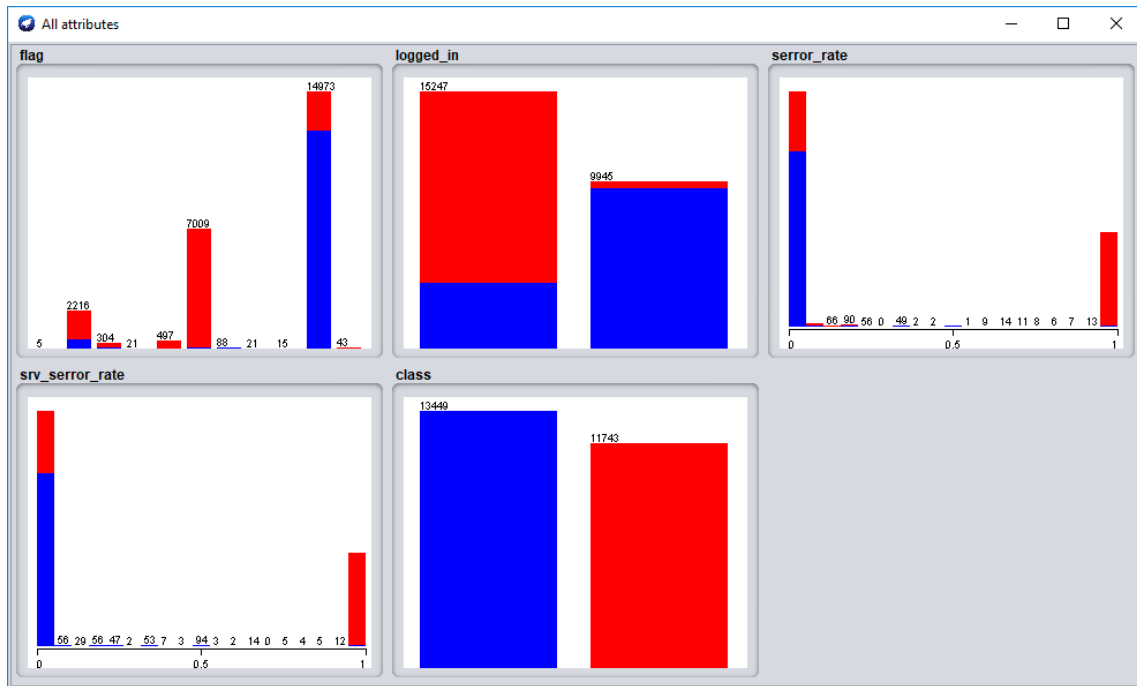 All attributes
flag
14973
7009
2216
304
5
21
497
88
21
15
43
logged_in
15247
9945
serror_rate
66 90 56 0 49 2 2 1 9 14 11 8 6 7 13
0 0.5 1
srv_serror_rate
56 29 56 47 2 53 7 3 94 3 2 14 0 5 4 5 12
0 0.5 1
class
13449
11743